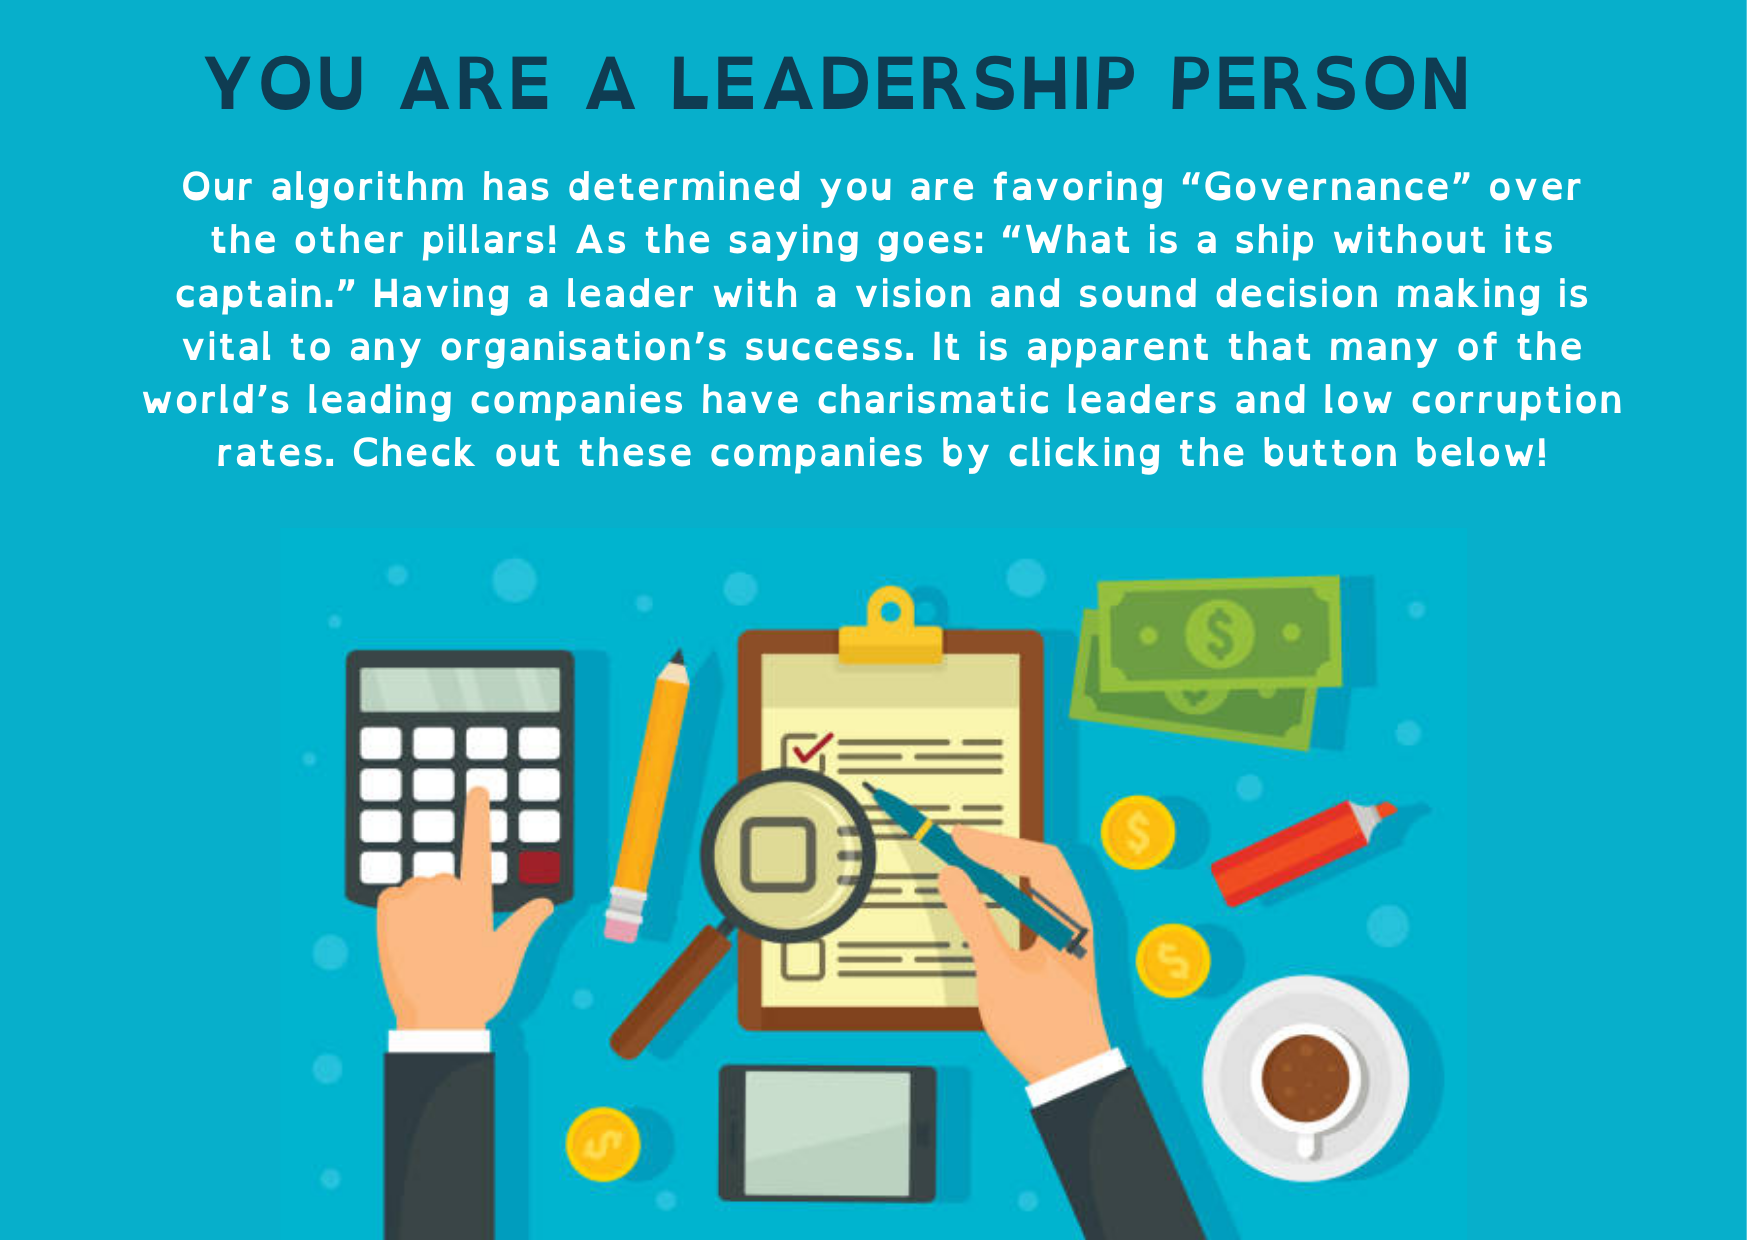 YOU ARE A LEADERSHIP PERSON
Our algorithm has determined you are favoring “Governance” over
the other pillars! As the saying goes: “What is a ship without its
captain.” Having a leader with a vision and sound decision making is
vital to any organisation’s success. It is apparent that many of the
world’s leading companies have charismatic leaders and low corruption
rates. Check out these companies by clicking the button below!
$
$
$
$